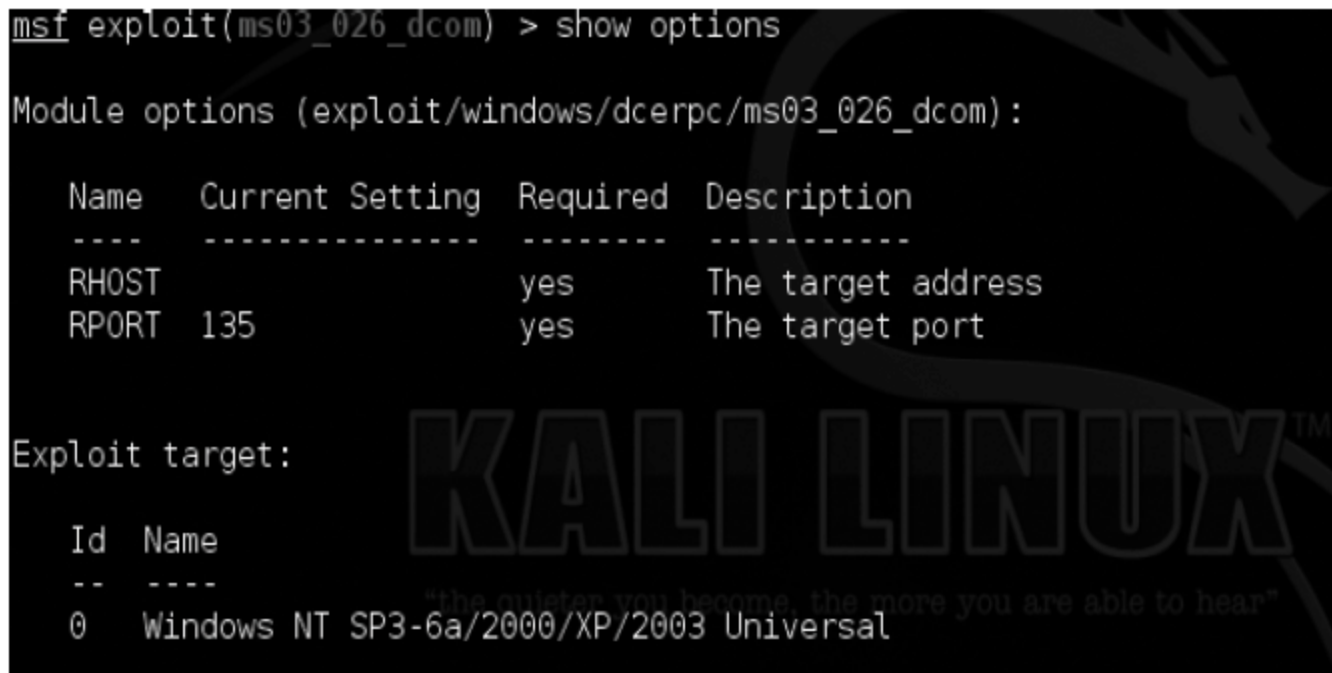 msf exploit(ms03_026_dcom) > show options
Module options (exploit/windows/dcerpc/ms03_026_dcom):
Name Current Setting Required Description
---- --------------- -------- -----------
RHOST yes The target address
RPORT 135 yes The target port
Exploit target:
KALI LINUX™
Id Name
-- ----
"the quieter you become, the more you are able to hear"
0 Windows NT SP3-6a/2000/XP/2003 Universal